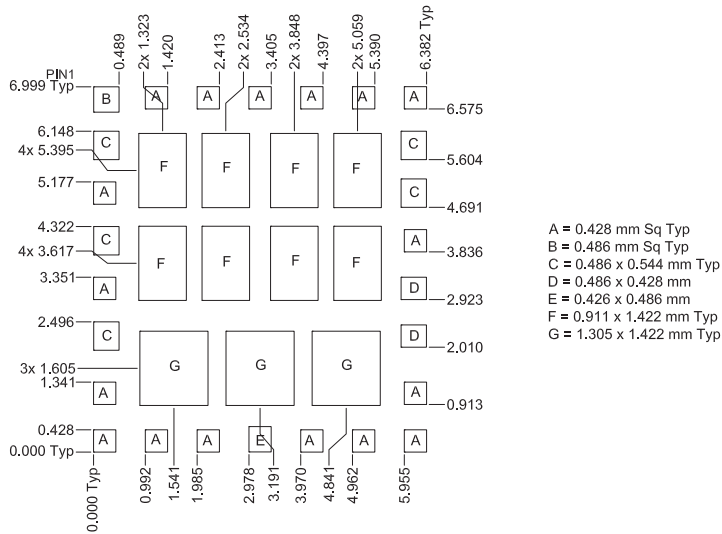 0.489
2x 1.323
1.420
2.413
2x 2.534
3.405
2x 3.848
4.397
2x 5.059
5.390
6.382 Typ
PIN1
6.999 Typ
B A A A A A A
6.575
6.148
C F F F F C
4x 5.395
5.604
5.177
A C
4.691
4.322
C F F F F A
4x 3.617
3.836
3.351
A D
2.923
2.496
C D
2.010
3x 1.605
G G G
1.341
A A
0.913
0.428
A A A E A A A
0.000 Typ
0.000 Typ
0.992
1.541
1.985
2.978
3.191
3.970
4.841
4.962
5.955
A = 0.428 mm Sq Typ
B = 0.486 mm Sq Typ
C = 0.486 x 0.544 mm Typ
D = 0.486 x 0.428 mm
E = 0.426 x 0.486 mm
F = 0.911 x 1.422 mm Typ
G = 1.305 x 1.422 mm Typ